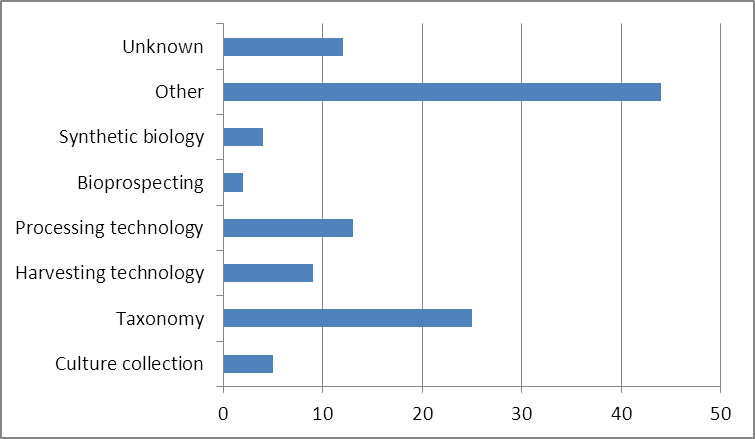 Unknown
Other
Synthetic biology
Bioprospecting
Processing technology
Harvesting technology
Taxonomy
Culture collection
0 10 20 30 40 50